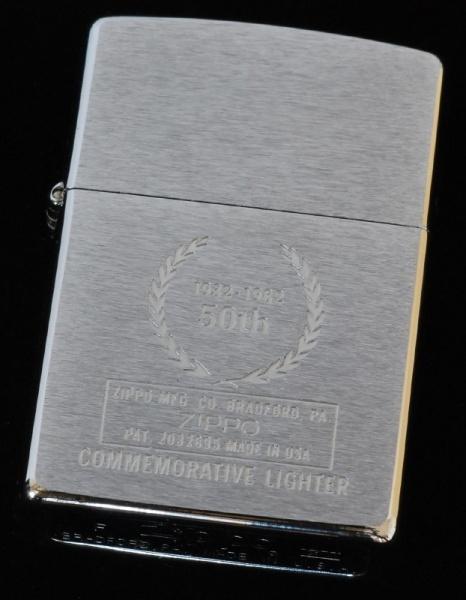 1932-1982
50th
ZIPPO MFG. CO. BRADFORD, PA.
ZIPPO
PAT. 2032695 MADE IN USA
COMMEMORATIVE LIGHTER